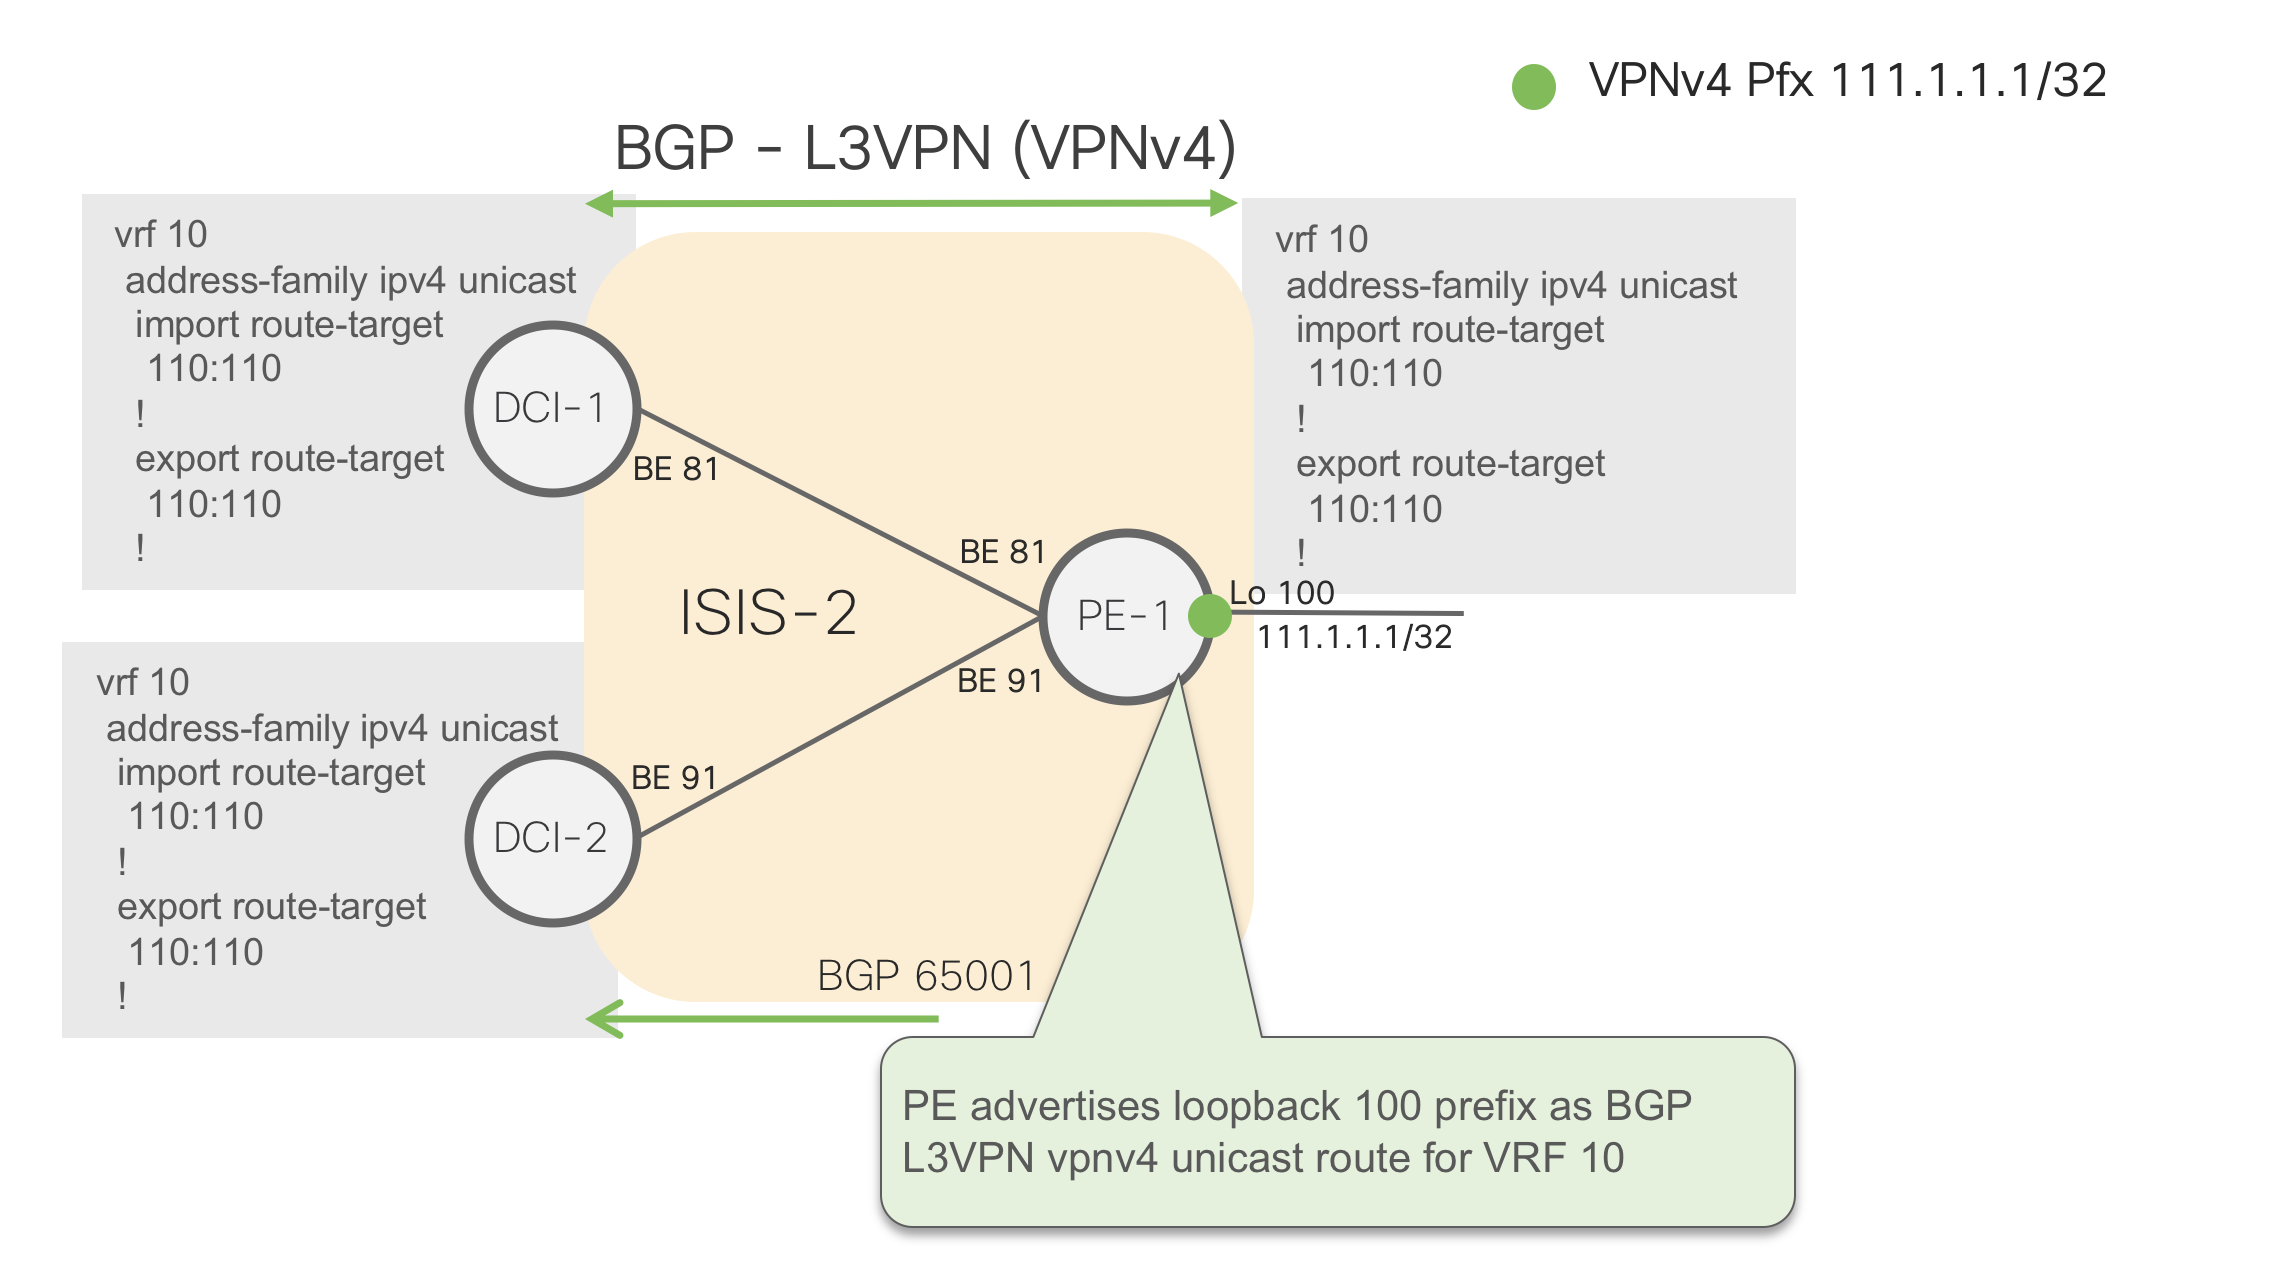 VPNv4 Pfx 111.1.1.1/32
BGP - L3VPN (VPNv4)
vrf 10
address-family ipv4 unicast
import route-target
110:110
!
export route-target
110:110
!
vrf 10
address-family ipv4 unicast
import route-target
110:110
!
export route-target
110:110
!
DCI-1
BE 81
BE 81
ISIS-2
PE-1
Lo 100
111.1.1.1/32
BE 91
vrf 10
address-family ipv4 unicast
import route-target
110:110
!
export route-target
110:110
!
BE 91
DCI-2
BGP 65001
PE advertises loopback 100 prefix as BGP
L3VPN vpnv4 unicast route for VRF 10